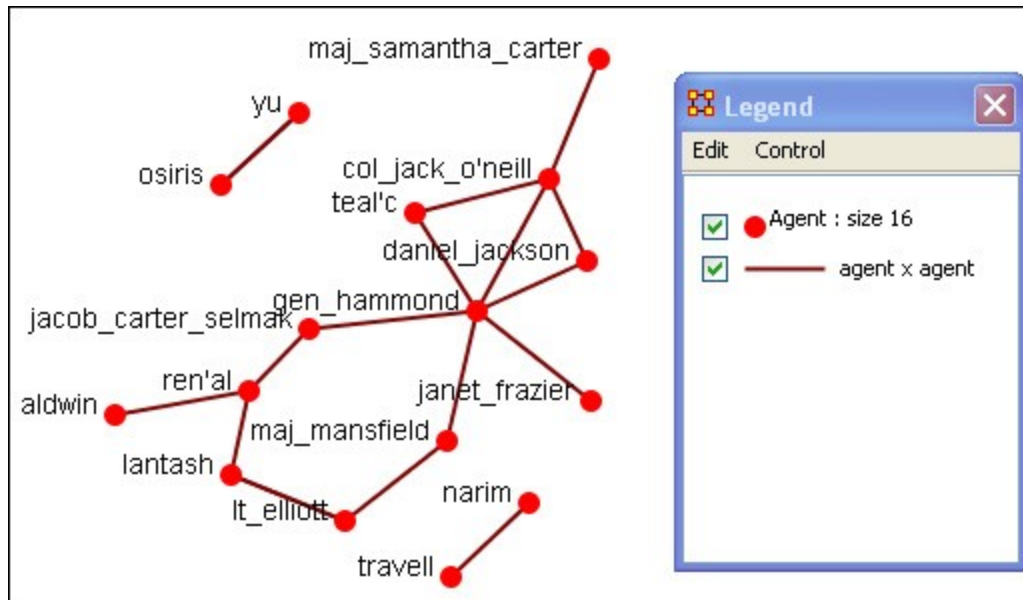 maj_samantha_carter
yu
osiris
col_jack_o'neill
teal'c
daniel_jackson
gen_hammond
jacob_carter_selmak
ren'al
aldwin
janet_frazier
maj_mansfield
lantash
lt_elliott
narim
travell
Legend
Edit Control
Agent : size 16
agent x agent